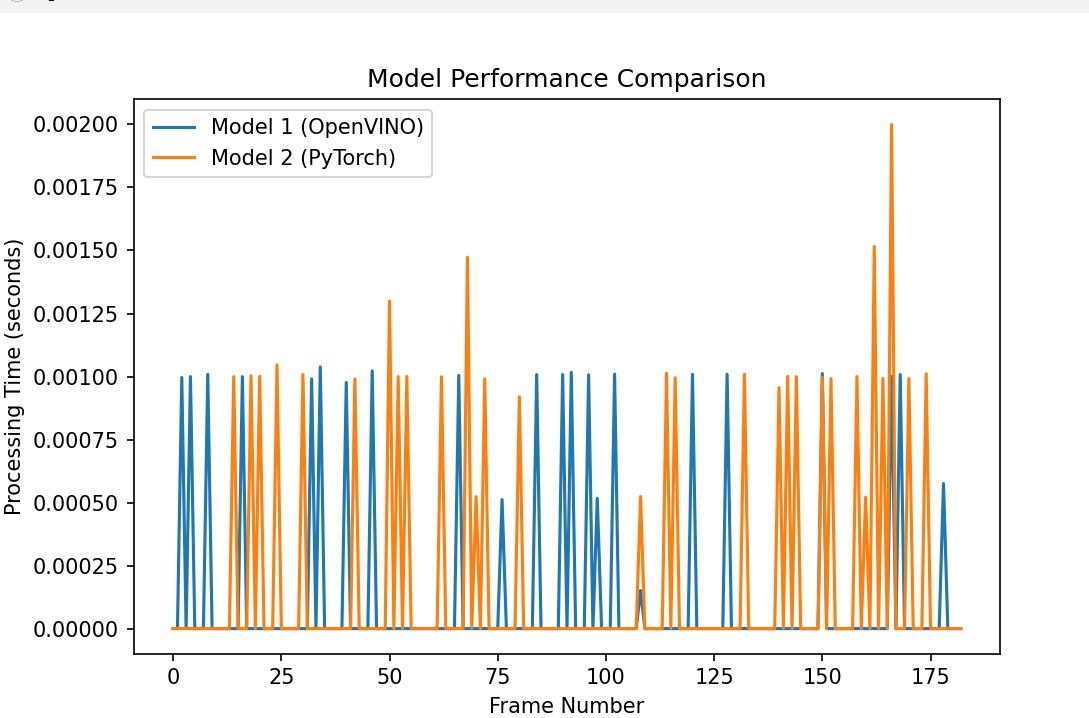 Model Performance Comparison
Model 1 (OpenVINO)
Model 2 (PyTorch)
Processing Time (seconds)
0.00200
0.00175
0.00150
0.00125
0.00100
0.00075
0.00050
0.00025
0.00000
0 25 50 75 100 125 150 175
Frame Number